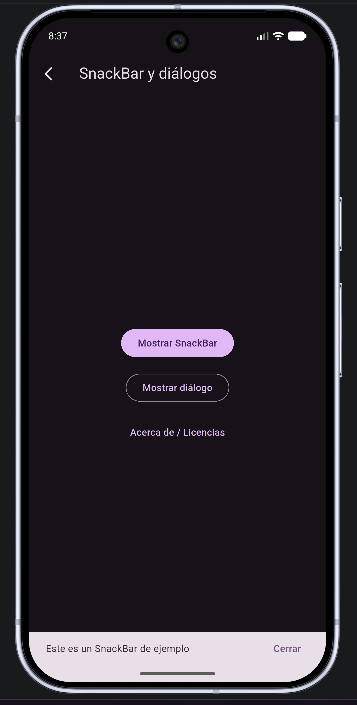 8:37
SnackBar y diálogos
Mostrar SnackBar
Mostrar diálogo
Acerca de / Licencias
Este es un SnackBar de ejemplo
Cerrar